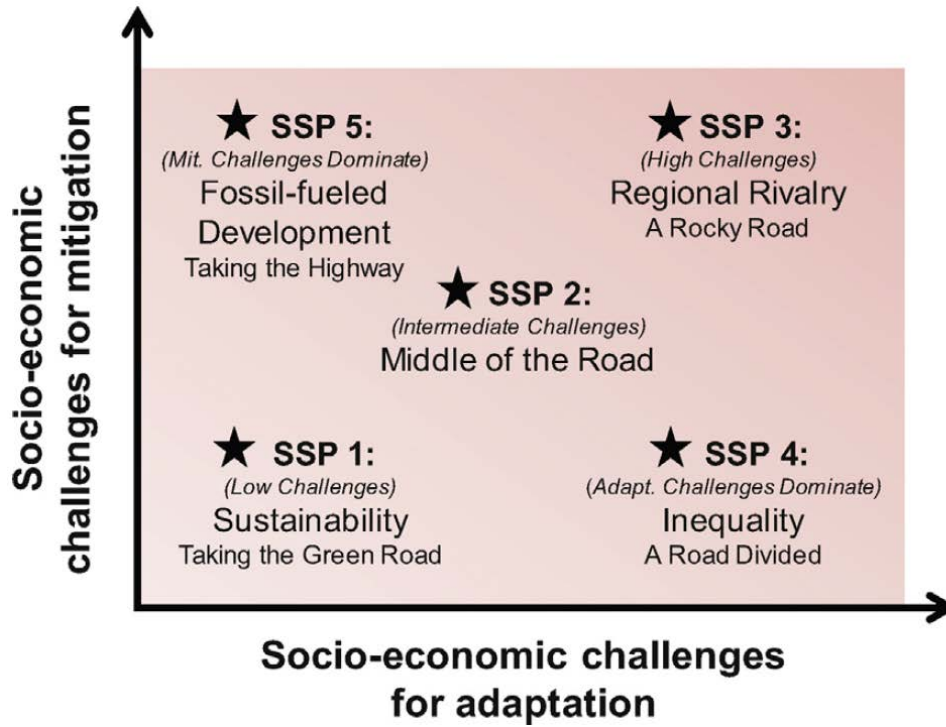 Socio-economic
challenges for mitigation
SSP 5:
(Mit. Challenges Dominate)
Fossil-fueled
Development
Taking the Highway
SSP 3:
(High Challenges)
Regional Rivalry
A Rocky Road
SSP 2:
(Intermediate Challenges)
Middle of the Road
SSP 1:
(Low Challenges)
Sustainability
Taking the Green Road
SSP 4:
(Adapt. Challenges Dominate)
Inequality
A Road Divided
Socio-economic challenges
for adaptation